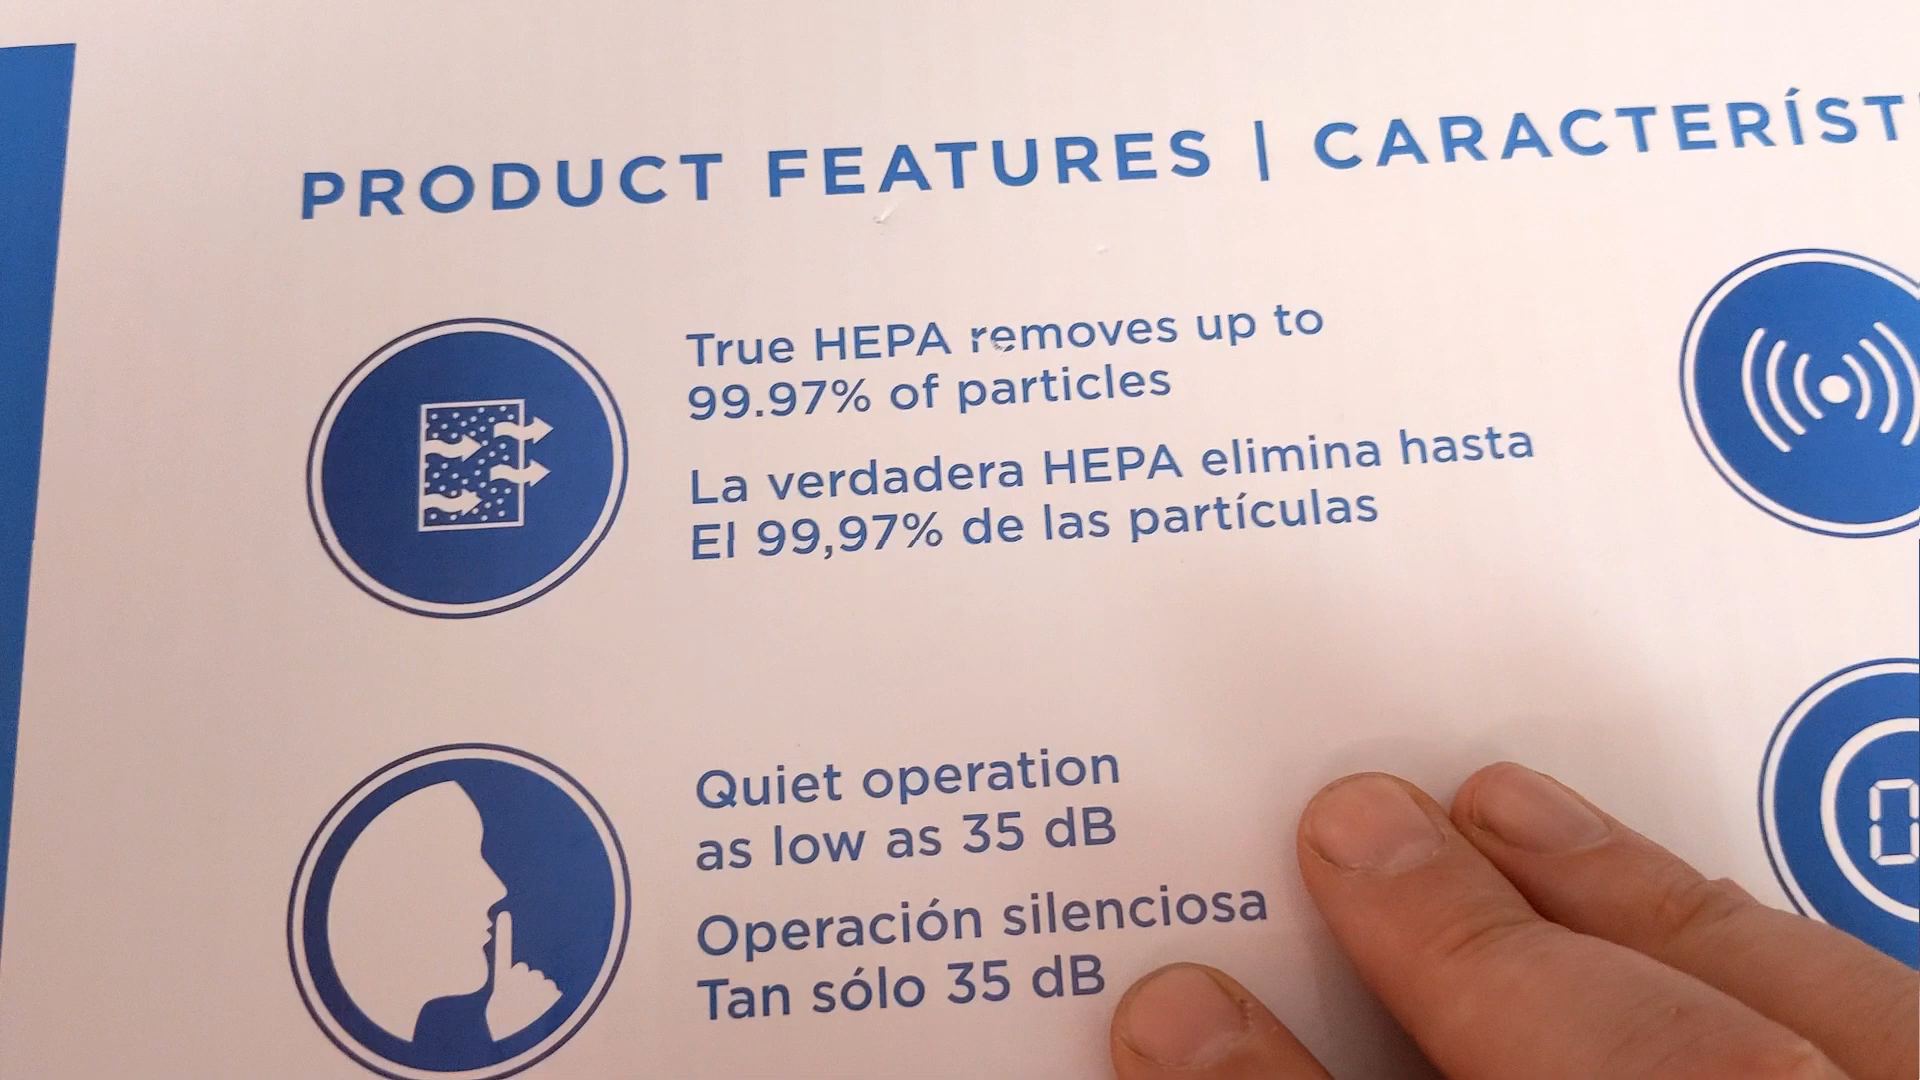 PRODUCT FEATURES |
True HEPA removes up to
99.97% of particles
La verdadera HEPA elimina hasta
El 99,97% de las partículas
Quiet operation
as low as 35 dB
Operación silenciosa
Tan sólo 35 dB